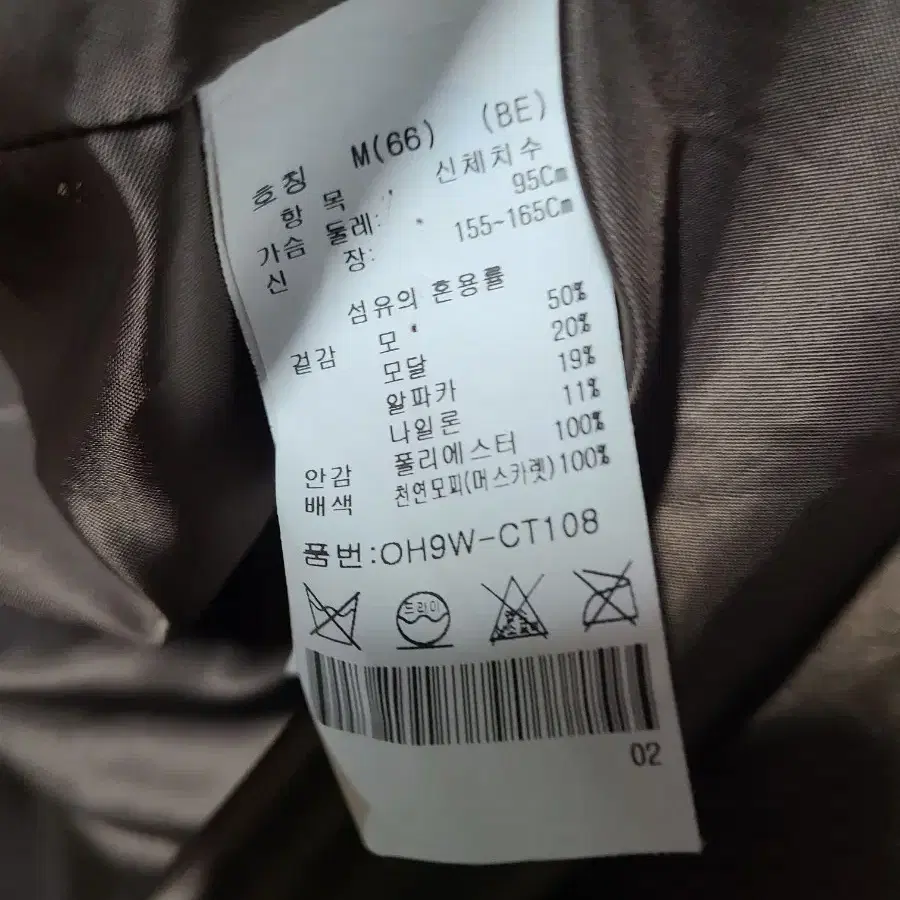 호칭 M(66) (BE)
항 목 신체치수
가슴 둘레: 95Cm
신 장: 155~165Cm
섬유의 혼용률
겉감 모 50%
모달 20%
알파카 19%
나일론 11%
안감 폴리에스터 100%
배색 천연모피(머스카렛)100%
품번:OH9W-CT108
드라이
02